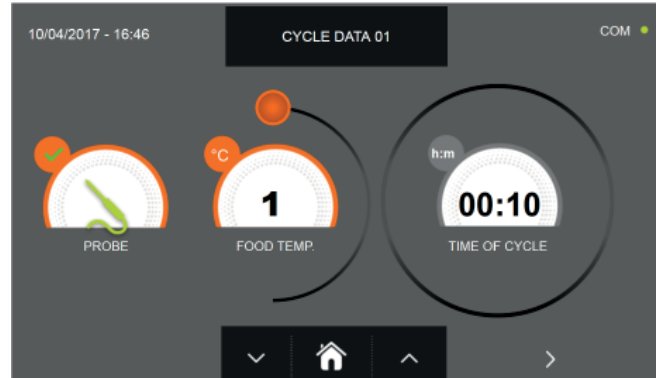 10/04/2017 - 16:46
CYCLE DATA 01
COM
°C
h:m
1
00:10
PROBE
FOOD TEMP.
TIME OF CYCLE